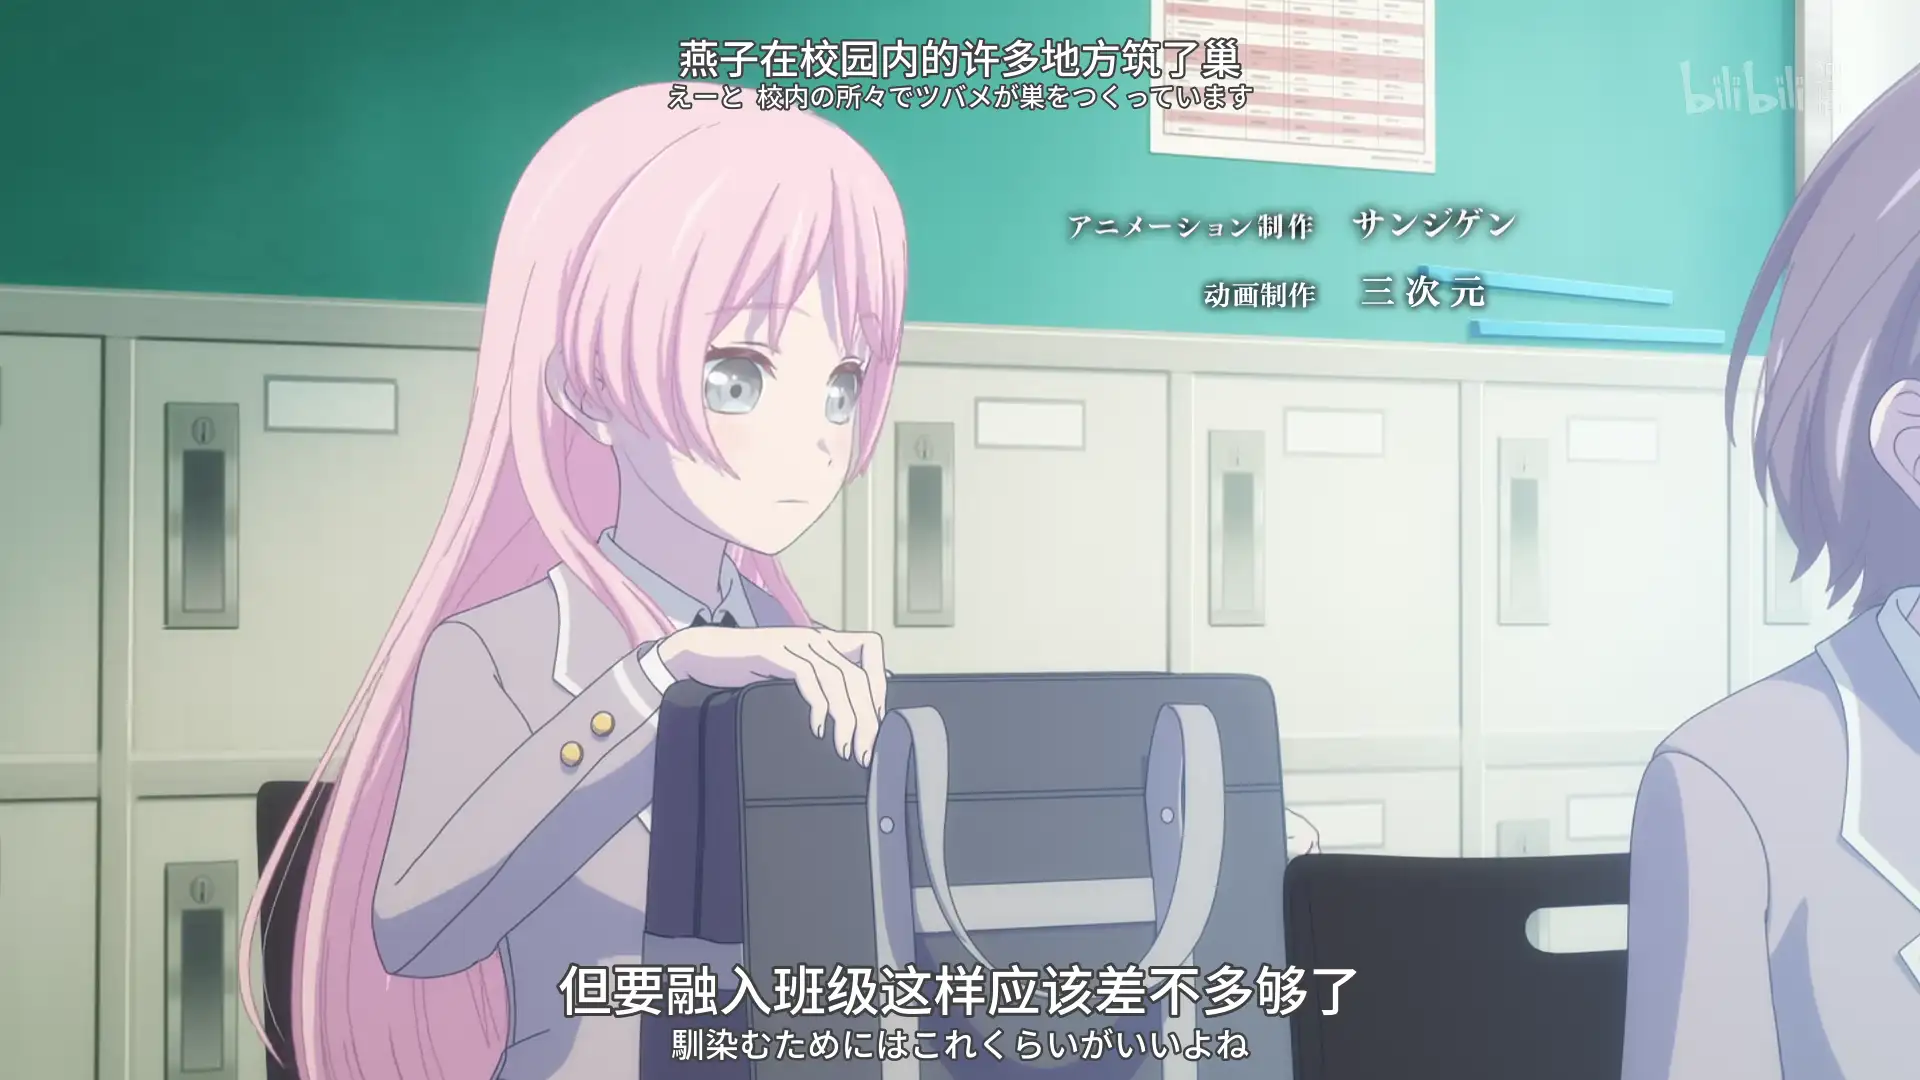 燕子在校园内的许多地方筑了巢
えーと 校内の所々でツバメが巣をつくっています
bilibili
アニメーション制作 サンジゲン
动画制作 三次元
但要融入班级这样应该差不多够了
馴染むためにはこれくらいがいいよね